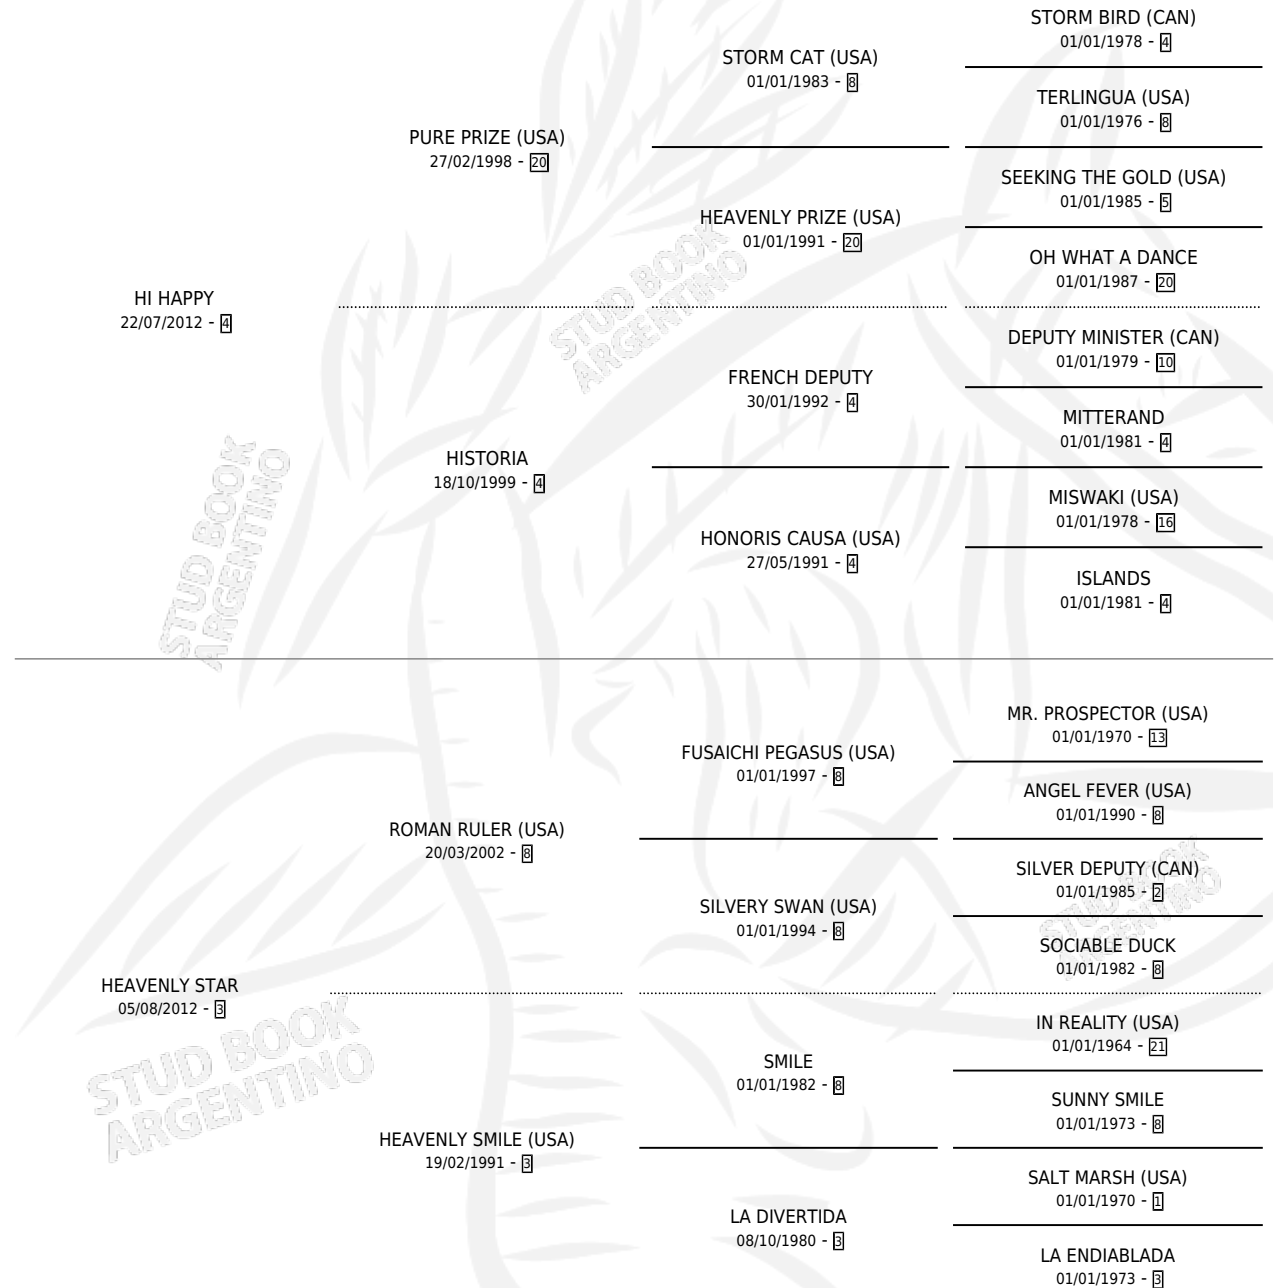 STORM BIRD (CAN)
01/01/1978 - 4
STORM CAT (USA)
01/01/1983 - 8
TERLINGUA (USA)
01/01/1976 - 8
PURE PRIZE (USA)
27/02/1998 - 20
SEEKING THE GOLD (USA)
01/01/1985 - 5
HEAVENLY PRIZE (USA)
01/01/1991 - 20
OH WHAT A DANCE
01/01/1987 - 20
HI HAPPY
22/07/2012 - 4
DEPUTY MINISTER (CAN)
01/01/1979 - 10
FRENCH DEPUTY
30/01/1992 - 4
MITTERAND
01/01/1981 - 4
HISTORIA
18/10/1999 - 4
MISWAKI (USA)
01/01/1978 - 16
HONORIS CAUSA (USA)
27/05/1991 - 4
ISLANDS
01/01/1981 - 4
MR. PROSPECTOR (USA)
01/01/1970 - 13
FUSAICHI PEGASUS (USA)
01/01/1997 - 8
ANGEL FEVER (USA)
01/01/1990 - 8
ROMAN RULER (USA)
20/03/2002 - 8
SILVER DEPUTY (CAN)
01/01/1985 - 2
SILVERY SWAN (USA)
01/01/1994 - 8
SOCIABLE DUCK
01/01/1982 - 8
HEAVENLY STAR
05/08/2012 - 3
IN REALITY (USA)
01/01/1964 - 21
SMILE
01/01/1982 - 8
SUNNY SMILE
01/01/1973 - 8
HEAVENLY SMILE (USA)
19/02/1991 - 3
SALT MARSH (USA)
01/01/1970 - 1
LA DIVERTIDA
08/10/1980 - 3
LA ENDIABLADA
01/01/1973 - 3
STUD BOOK
ARGENTINO
STUD BOOK
ARGENTINO
STUD BOOK
ARGENTINO
STUD BOOK
ARGENTINO